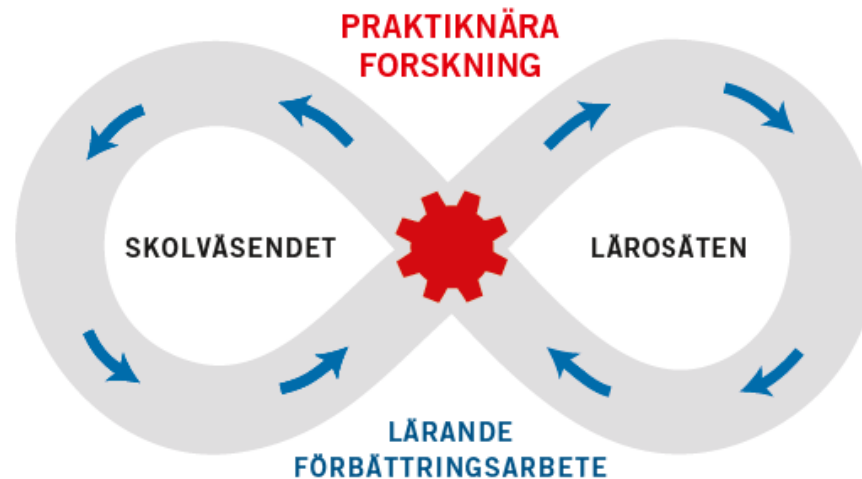 PRAKTIKNÄRA
FORSKNING
SKOLVÄSENDET
LÄROSÄTEN
LÄRANDE
FÖRBÄTTRINGSARBETE